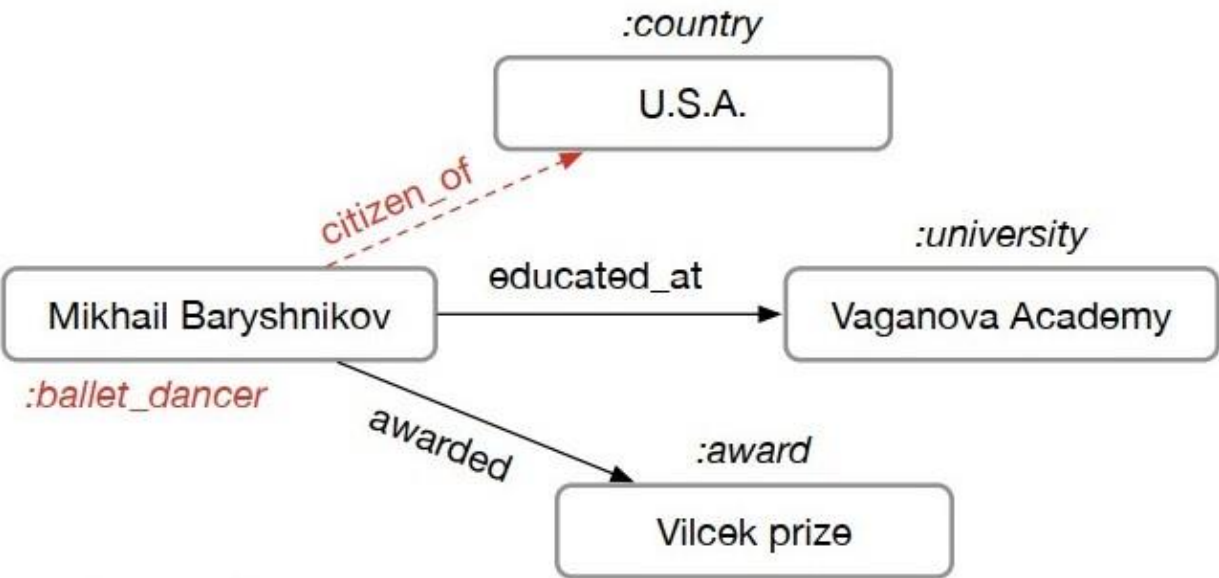 :country
U.S.A.
citizen_of
:university
educated_at
Mikhail Baryshnikov
Vaganova Academy
:ballet_dancer
awarded
:award
Vilcek prize